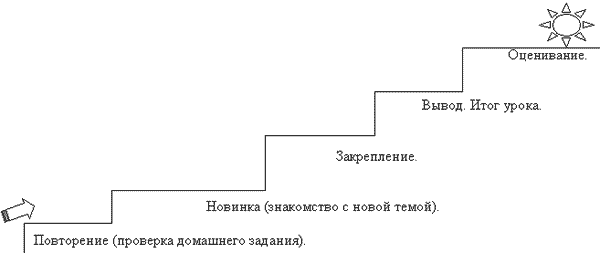 Оценивание.
Вывод. Итог урока.
Закрепление.
Новинка (знакомство с новой темой).
Повторение (проверка домашнего задания).